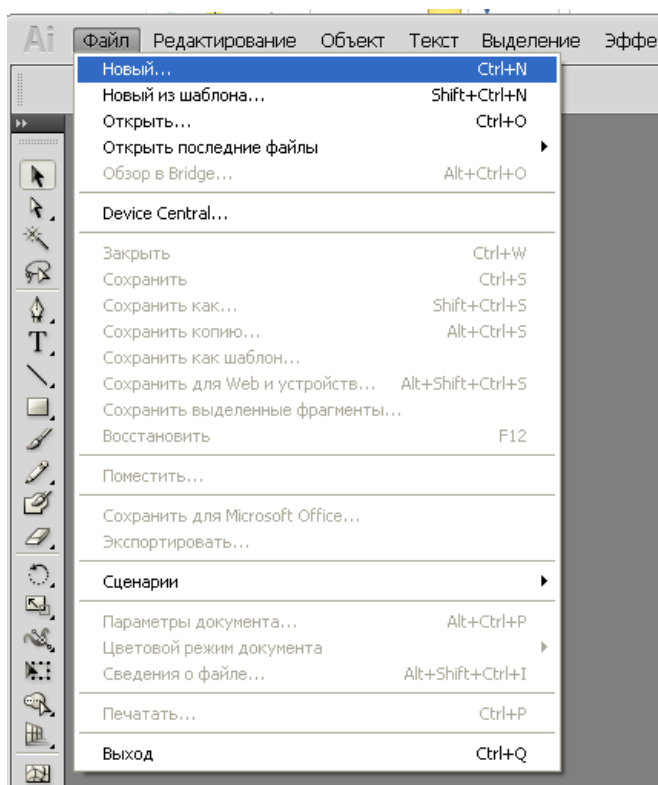 Ai Файл Редактирование Объект Текст Выделение Эффе
Новый... Ctrl+N
Новый из шаблона... Shift+Ctrl+N
Открыть... Ctrl+O
Открыть последние файлы
Обзор в Bridge... Alt+Ctrl+O
Device Central...
Закрыть Ctrl+W
Сохранить Ctrl+S
Сохранить как... Shift+Ctrl+S
Сохранить копию... Alt+Ctrl+S
Сохранить как шаблон...
Сохранить для Web и устройств... Alt+Shift+Ctrl+S
Сохранить выделенные фрагменты...
Восстановить F12
Поместить...
Сохранить для Microsoft Office...
Экспортировать...
Сценарии
Параметры документа... Alt+Ctrl+P
Цветовой режим документа
Сведения о файле... Alt+Shift+Ctrl+I
Печатать... Ctrl+P
Выход Ctrl+Q